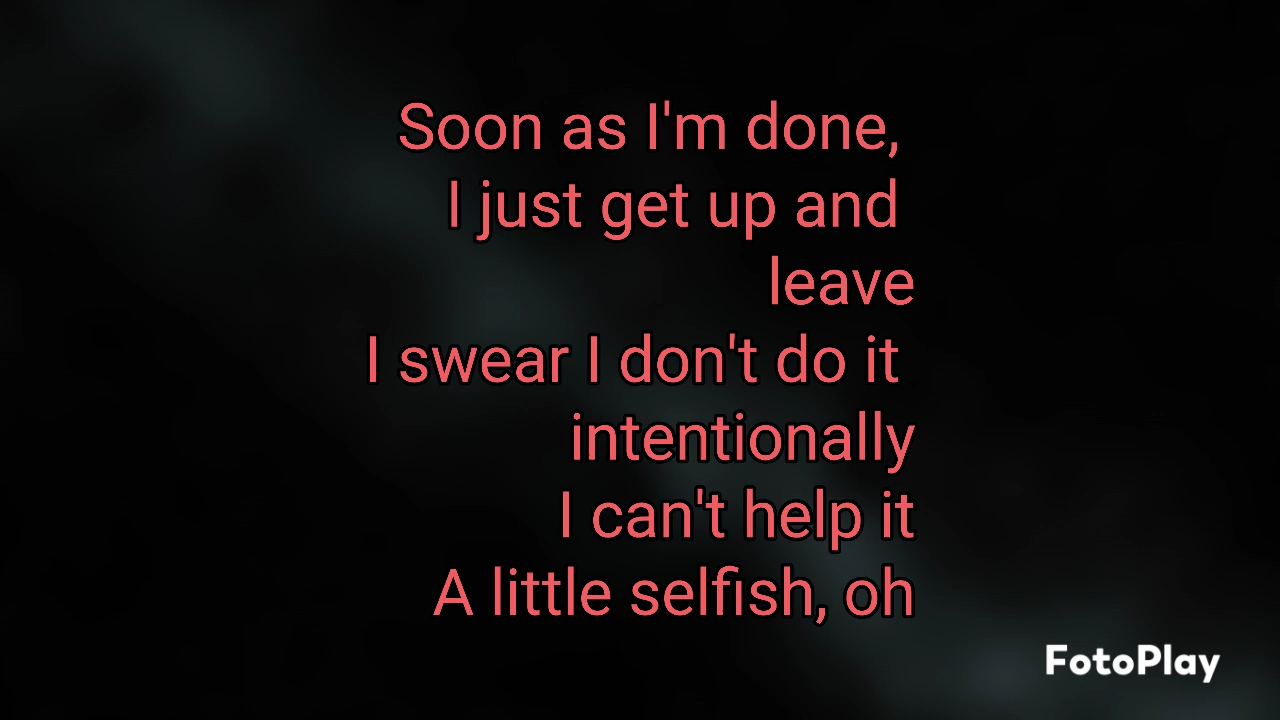 Soon as I'm done,
I just get up and
leave
I swear I don't do it
intentionally
I can't help it
A little selfish, oh
FotoPlay